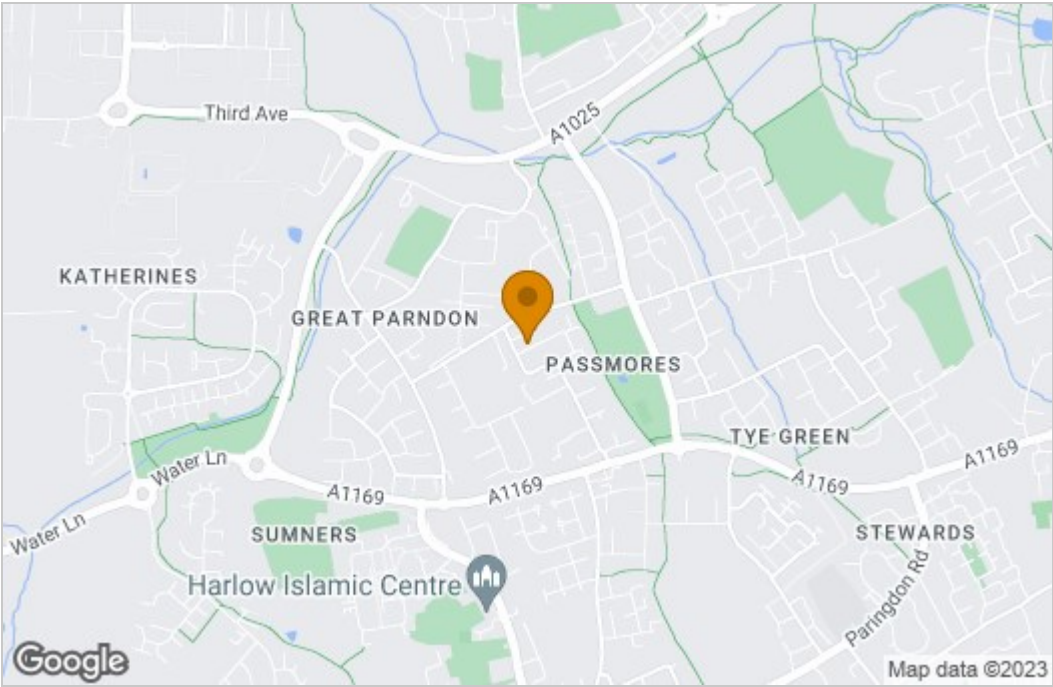 Third Ave
A1025
KATHERINES
GREAT PARNDON
PASSMORES
TYE GREEN
Water Ln
A1169
A1169
A1169
A1169
Water Ln
SUMNERS
STEWARDS
Harlow Islamic Centre
Paringdon Rd
Google
Map data ©2023